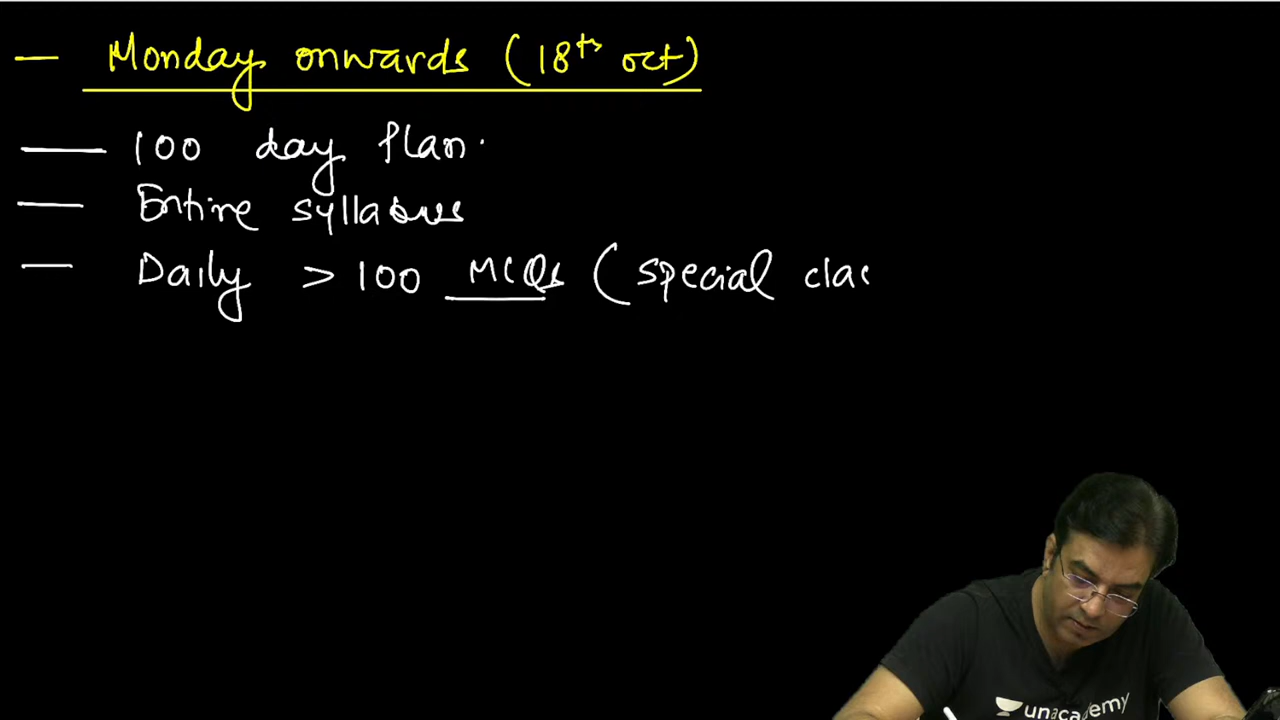 — Monday onwards (18th oct)
— 100 day Plan.
— Entire syllabus
— Daily > 100 MCQs (special clas
unacademy